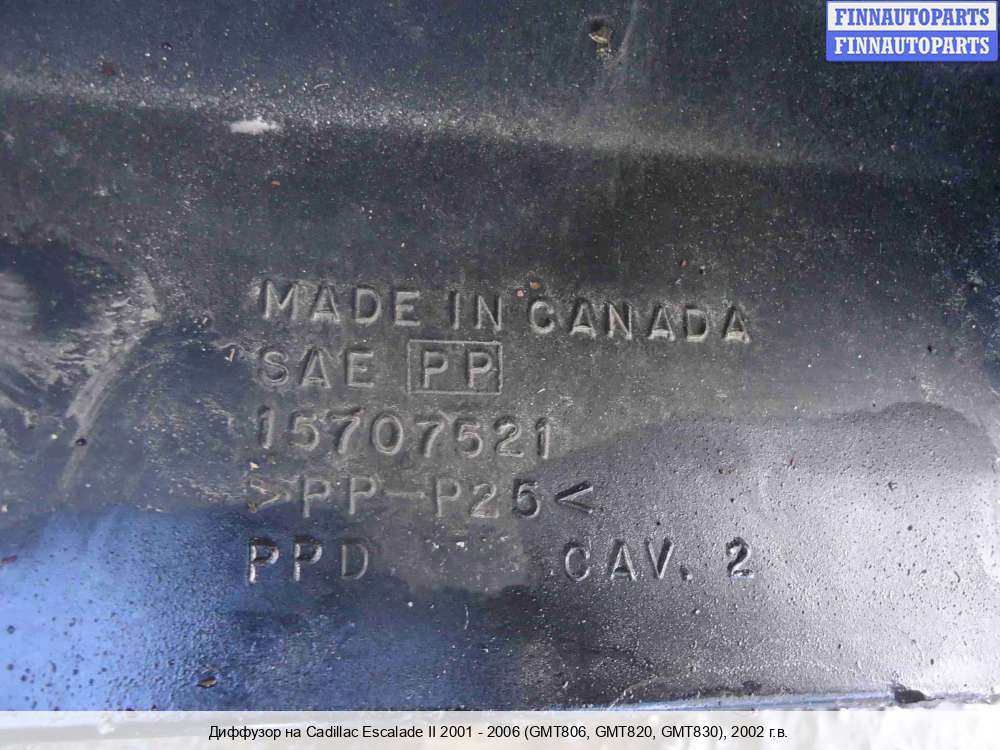 FINNAUTOPARTS
FINNAUTOPARTS
MADE IN CANADA
SAE PP
15707521
>PP-P25<
PPD CAV. 2
Диффузор на Cadillac Escalade II 2001 - 2006 (GMT806, GMT820, GMT830), 2002 г.в.